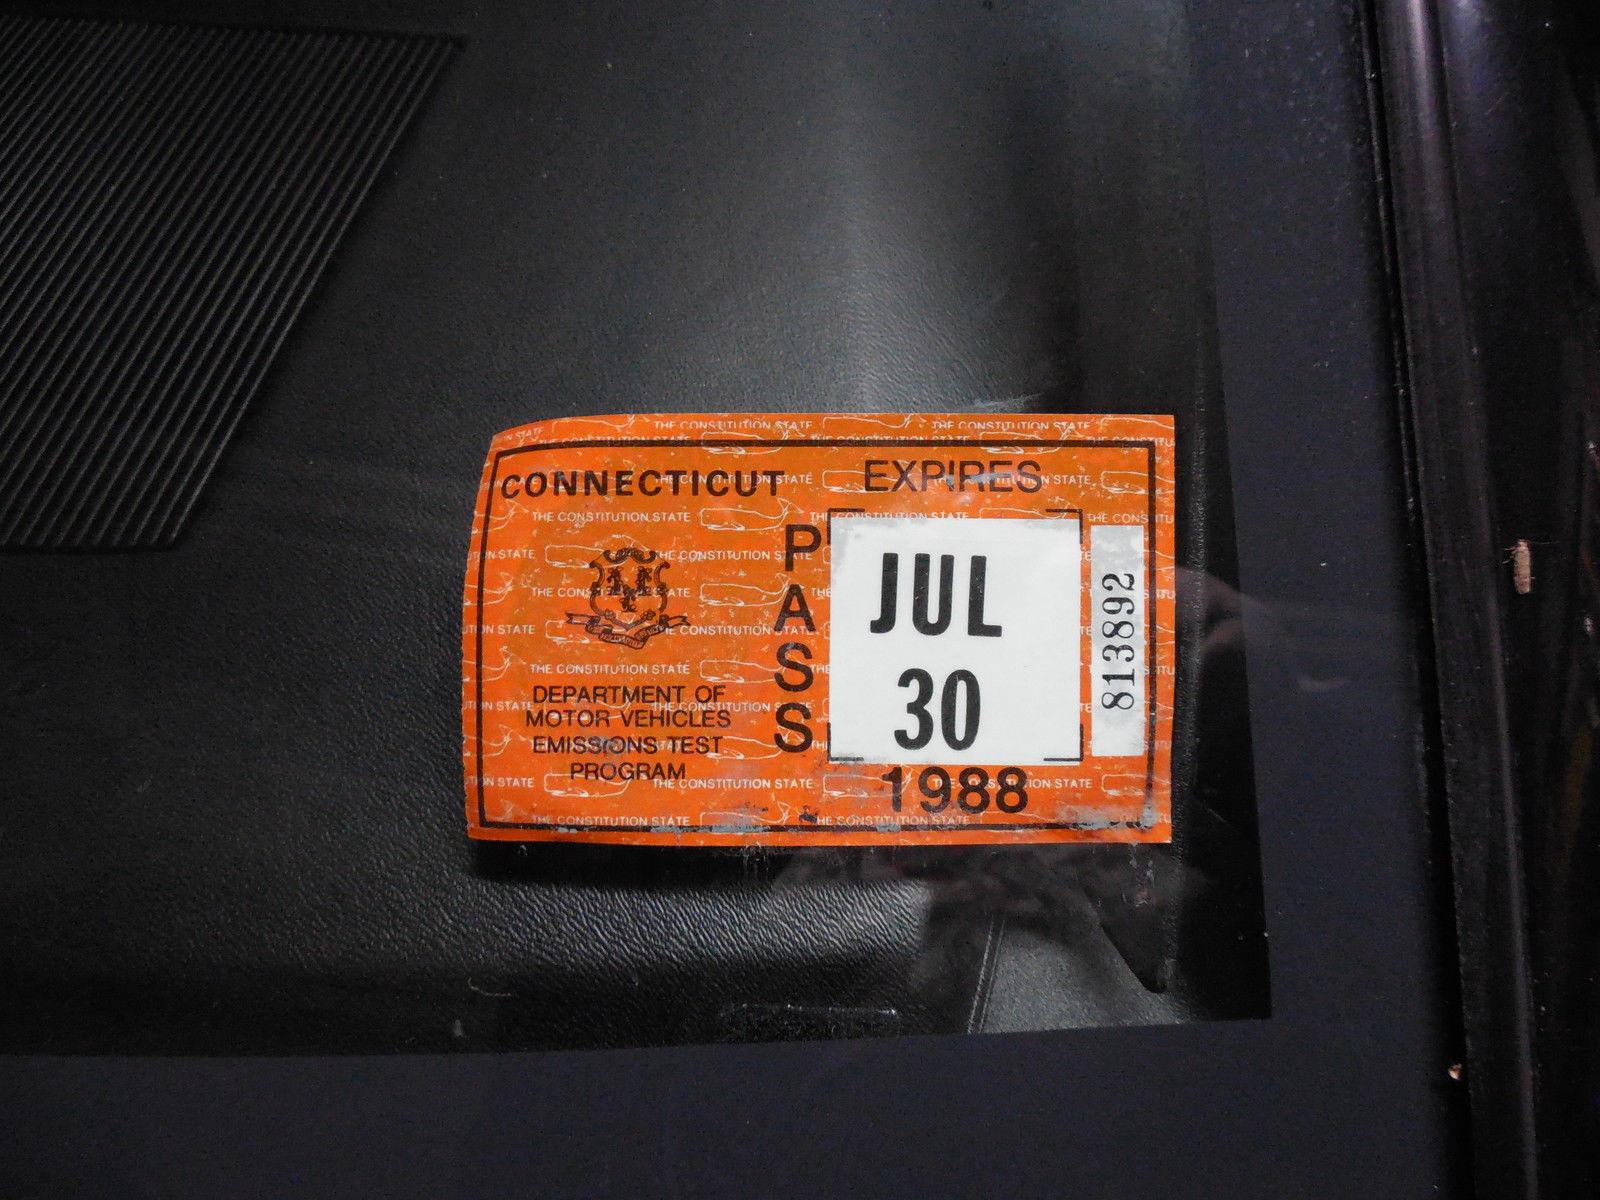 CONNECTICUT
DEPARTMENT OF
MOTOR VEHICLES
EMISSIONS TEST
PROGRAM
PASS
EXPIRES
JUL
30
1988
813892
THE CONSTITUTION STATE